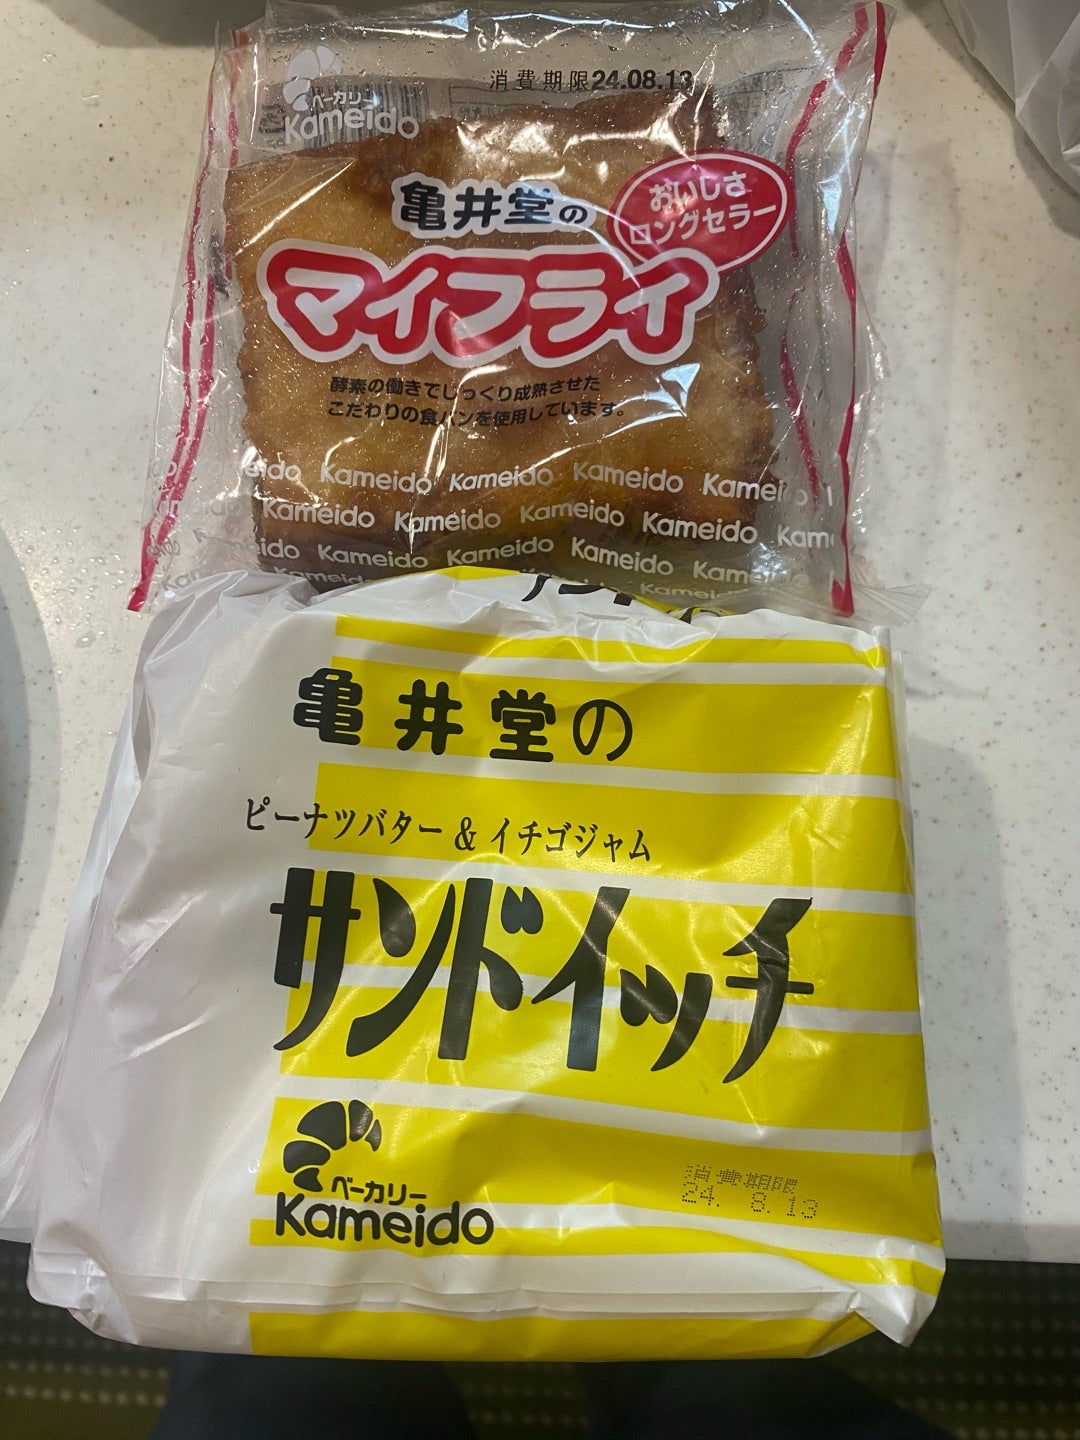 消費期限24.08.13
ベーカリー
Kameido
亀井堂の
おいしさ
ロングセラー
マイフライ
酵素の働きでじっくり成熟させた
こだわりの食パンを使用しています。
Kameido Kameido Kameido Kameido
Kameido Kameido Kameido Kameido
Kameido Kameido Kameido Kameido
Kameido
亀井堂の
ピーナツバター & イチゴジャム
サンドイッチ
ベーカリー
Kameido
消費期限
24. 8.13